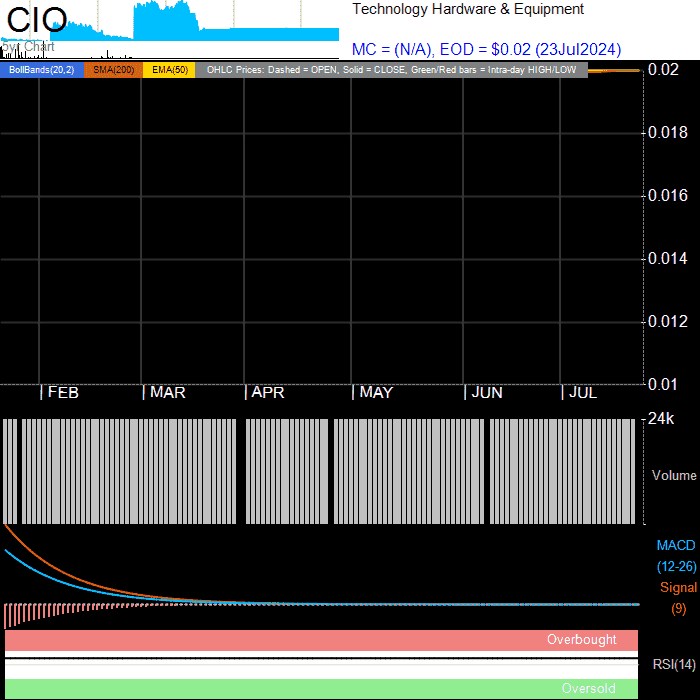 CIO
Technology Hardware & Equipment
MC = (N/A), EOD = $0.02 (23Jul2024)
Chart
BollBands(20,2) SMA(200) EMA(50) OHLC Prices: Dashed = OPEN, Solid = CLOSE, Green/Red bars = Intra-day HIGH/LOW
0.02
0.018
0.016
0.014
0.012
0.01
| FEB | MAR | APR | MAY | JUN | JUL
24k
Volume
MACD
(12-26)
Signal
(9)
Overbought
RSI(14)
Oversold